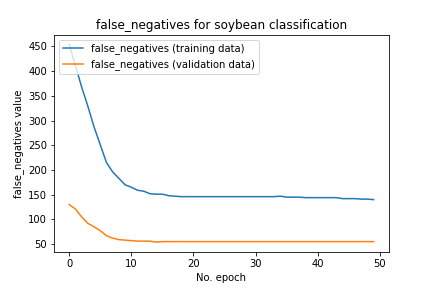 false_negatives for soybean classification
false_negatives (training data)
false_negatives (validation data)
450
400
350
300
250
200
150
100
50
false_negatives value
0 10 20 30 40 50
No. epoch